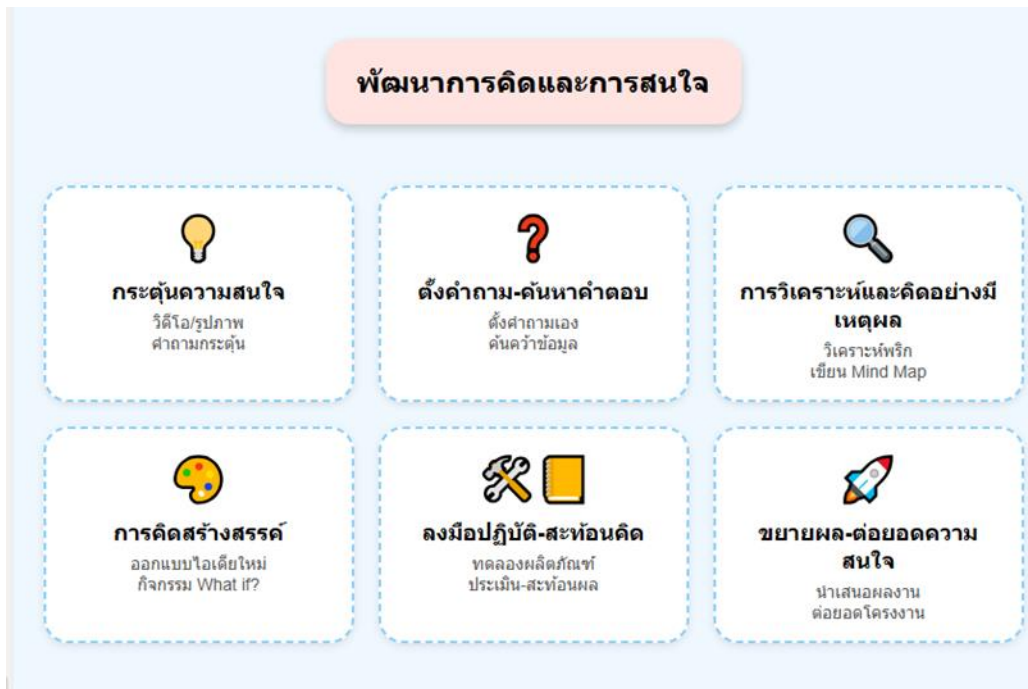 พัฒนาการคิดและการสนใจ
กระตุ้นความสนใจ
วิดีโอ/รูปภาพ
คำถามกระตุ้น
ตั้งคำถาม-ค้นหาคำตอบ
ตั้งคำถามเอง
ค้นคว้าข้อมูล
การวิเคราะห์และคิดอย่างมี
เหตุผล
วิเคราะห์พริก
เขียน Mind Map
การคิดสร้างสรรค์
ออกแบบไอเดียใหม่
กิจกรรม What if?
ลงมือปฏิบัติ-สะท้อนคิด
ทดลองผลิตภัณฑ์
ประเมิน-สะท้อนผล
ขยายผล-ต่อยอดความ
สนใจ
นำเสนอผลงาน
ต่อยอดโครงงาน